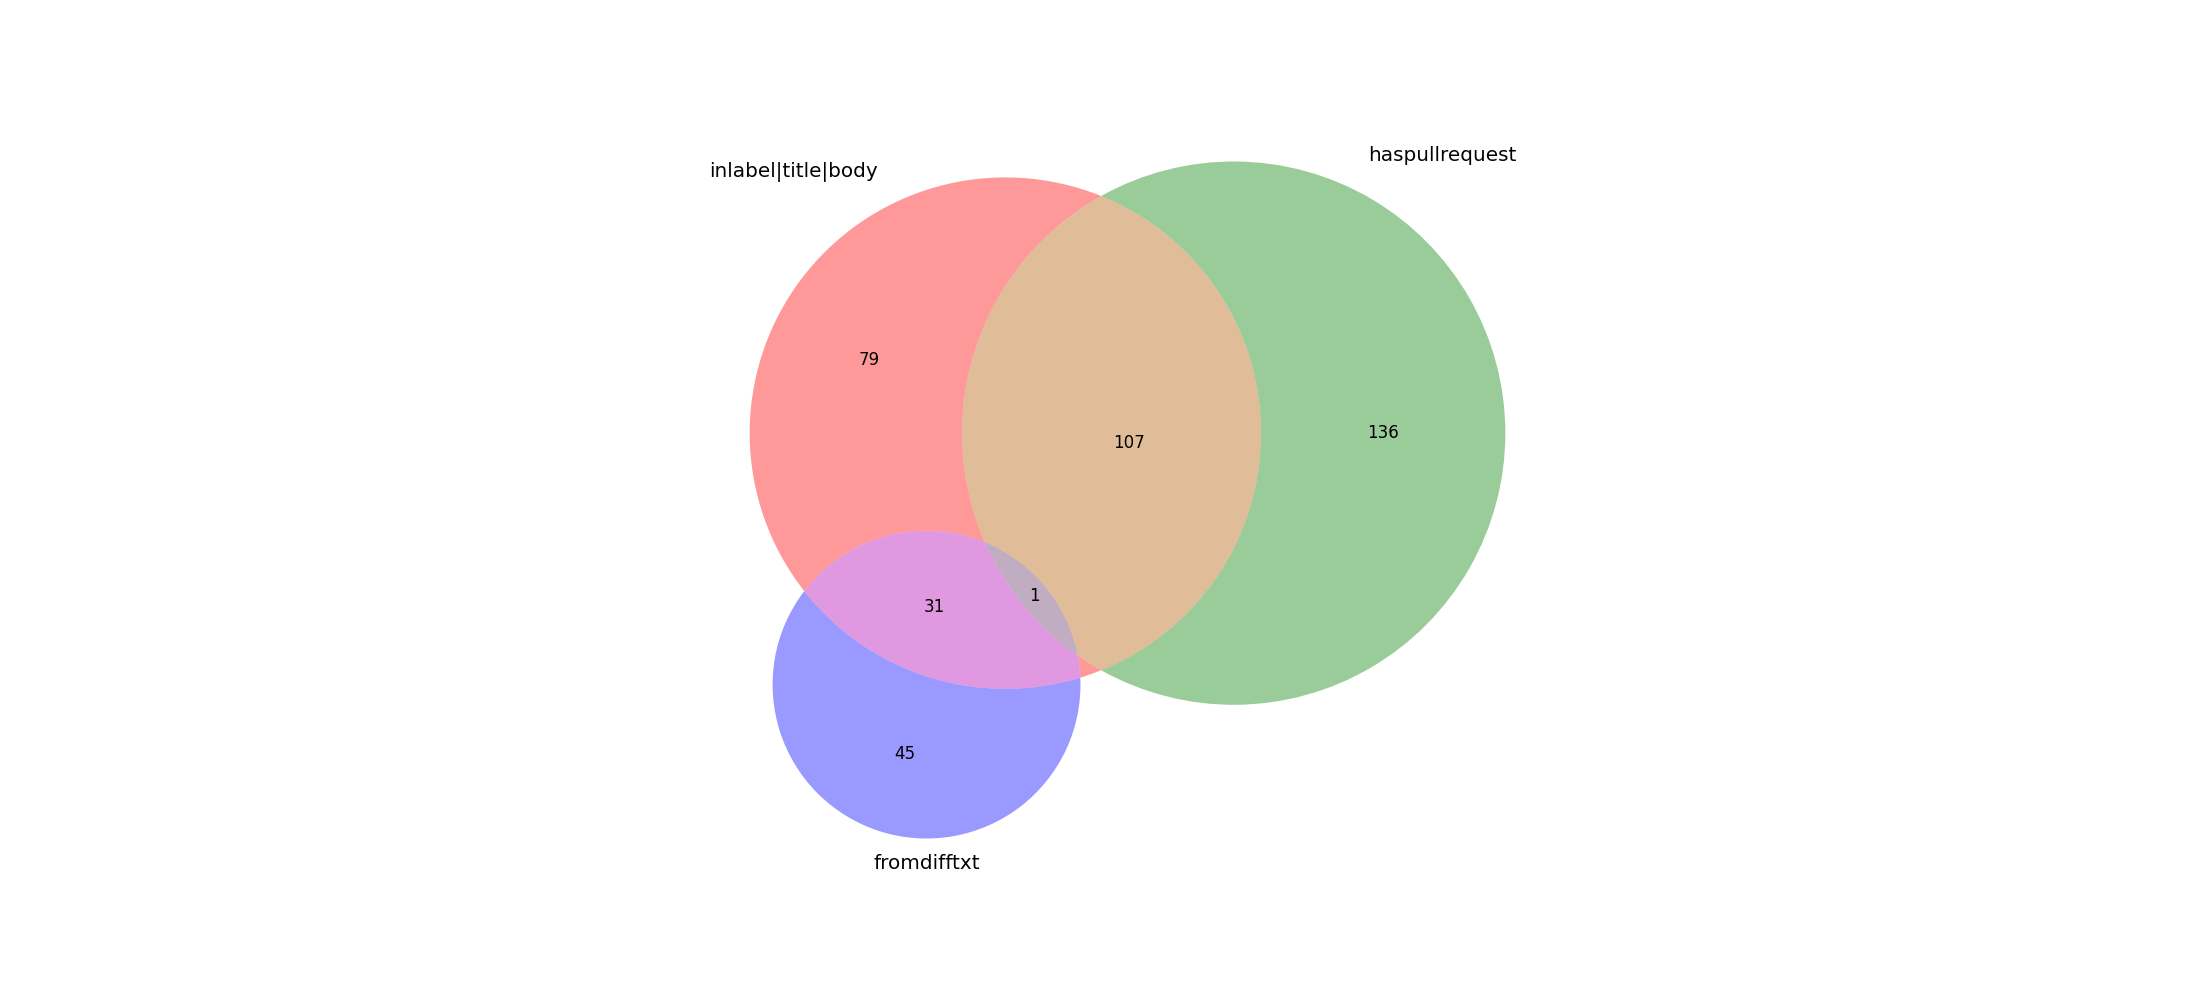 haspullrequest
inlabel|title|body
79
136
107
1
31
45
fromdifftxt